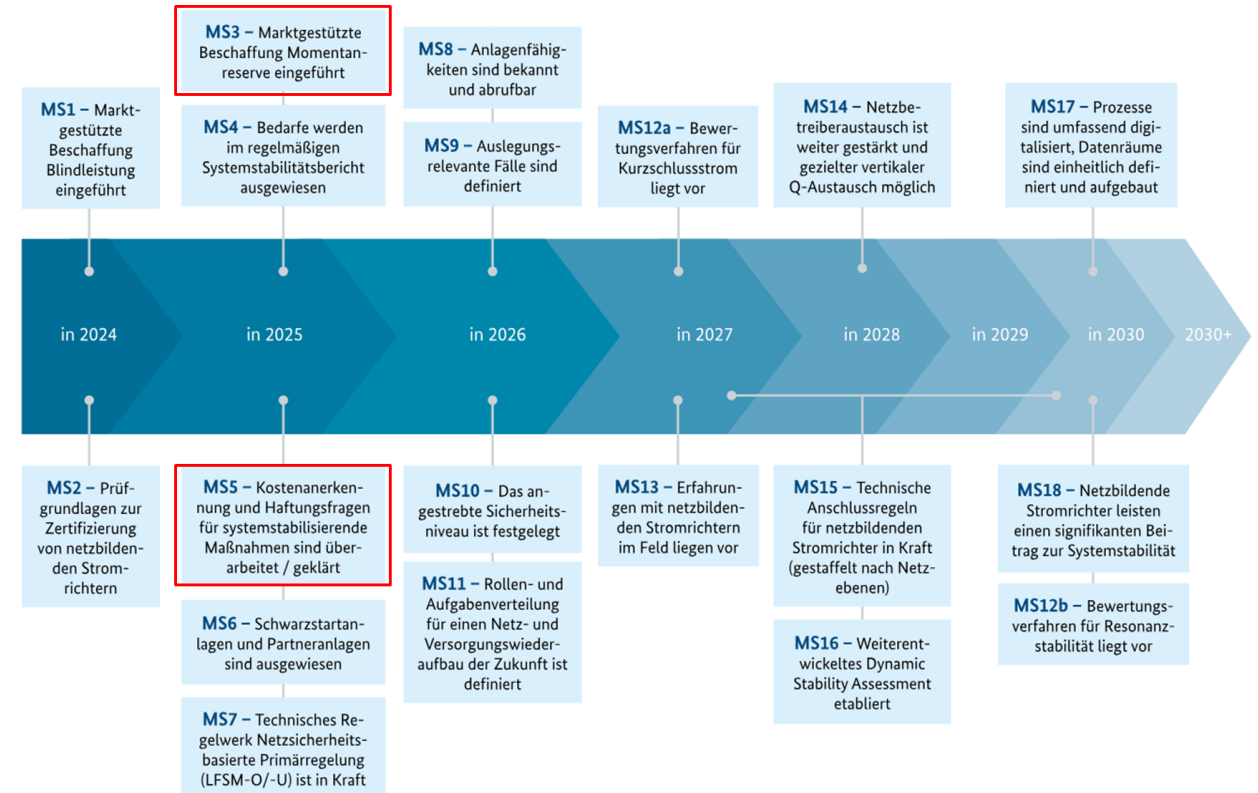 MS1 – Markt-
gestützte
Beschaffung
Blindleistung
eingeführt
MS3 – Marktgestützte
Beschaffung Momentan-
reserve eingeführt
MS4 – Bedarfe werden
im regelmäßigen
Systemstabilitätsbericht
ausgewiesen
MS8 – Anlagenfähig-
keiten sind bekannt
und abrufbar
MS9 – Auslegungs-
relevante Fälle sind
definiert
MS12a – Bewer-
tungsverfahren für
Kurzschlussstrom
liegt vor
MS14 – Netzbe-
treiberaustausch ist
weiter gestärkt und
gezielter vertikaler
Q-Austausch möglich
MS17 – Prozesse
sind umfassend digi-
talisiert, Datenräume
sind einheitlich defi-
niert und aufgebaut
in 2024
in 2025
in 2026
in 2027
in 2028
in 2029
in 2030
2030+
MS2 – Prüf-
grundlagen zur
Zertifizierung
von netzbilden-
den Strom-
richtern
MS5 – Kostenanerken-
nung und Haftungsfragen
für systemstabilisierende
Maßnahmen sind über-
arbeitet / geklärt
MS6 – Schwarzstartan-
lagen und Partneranlagen
sind ausgewiesen
MS7 – Technisches Re-
gelwerk Netzsicherheits-
basierte Primärregelung
(LFSM-O/-U) ist in Kraft
MS10 – Das an-
gestrebte Sicherheits-
niveau ist festgelegt
MS11 – Rollen- und
Aufgabenverteilung
für einen Netz- und
Versorgungswieder-
aufbau der Zukunft ist
definiert
MS13 – Erfahrun-
gen mit netzbilden-
den Stromrichtern
im Feld liegen vor
MS15 – Technische
Anschlussregeln
für netzbildenden
Stromrichter in Kraft
(gestaffelt nach Netz-
ebenen)
MS16 – Weiterent-
wickeltes Dynamic
Stability Assessment
etabliert
MS18 – Netzbildende
Stromrichter leisten
einen signifikanten Bei-
trag zur Systemstabilität
MS12b – Bewertungs-
verfahren für Resonanz-
stabilität liegt vor